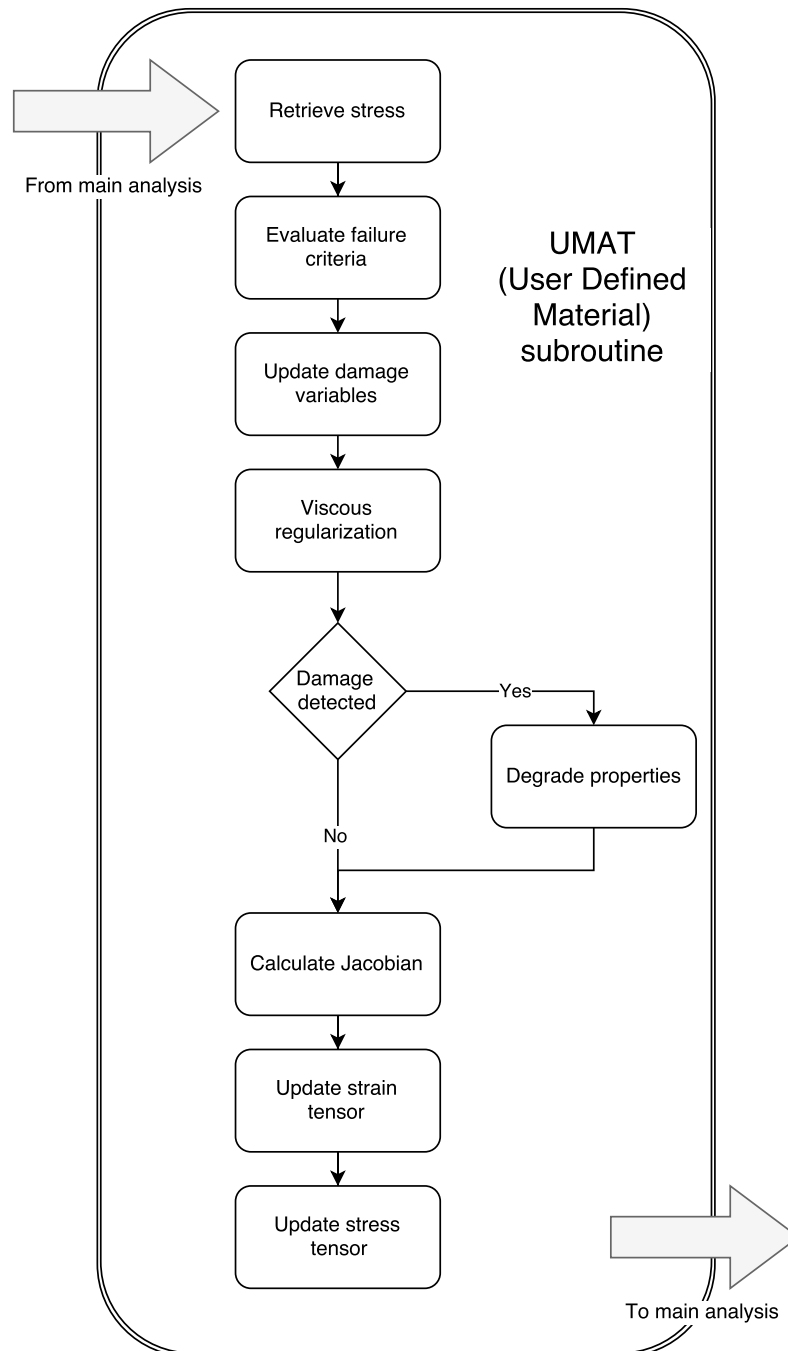 Retrieve stress
From main analysis
Evaluate failure
criteria
UMAT
(User Defined
Material)
subroutine
Update damage
variables
Viscous
regularization
Damage
detected
Yes
Degrade properties
No
Calculate Jacobian
Update strain
tensor
Update stress
tensor
To main analysis